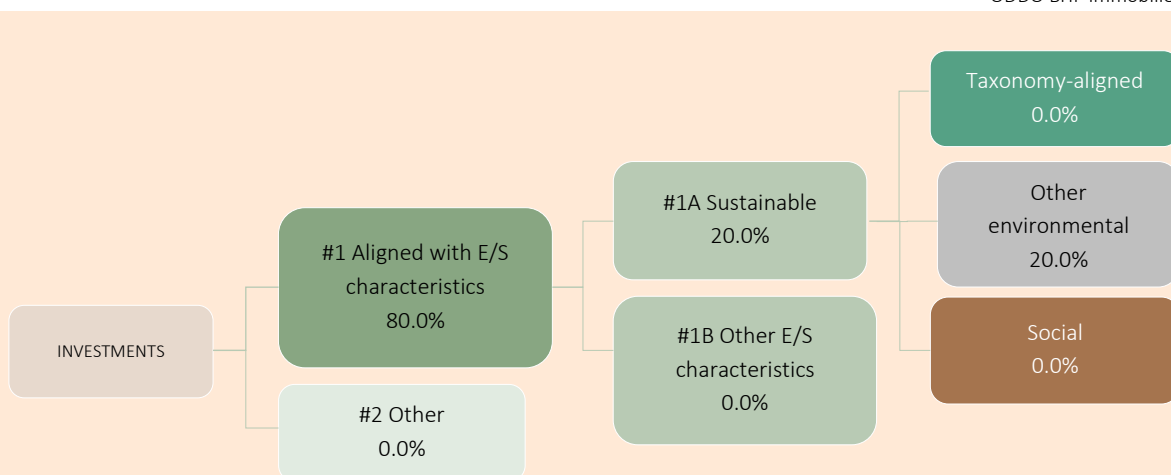 INVESTMENTS
#1 Aligned with E/S
characteristics
80.0%
#2 Other
0.0%
#1A Sustainable
20.0%
#1B Other E/S
characteristics
0.0%
Taxonomy-aligned
0.0%
Other
environmental
20.0%
Social
0.0%